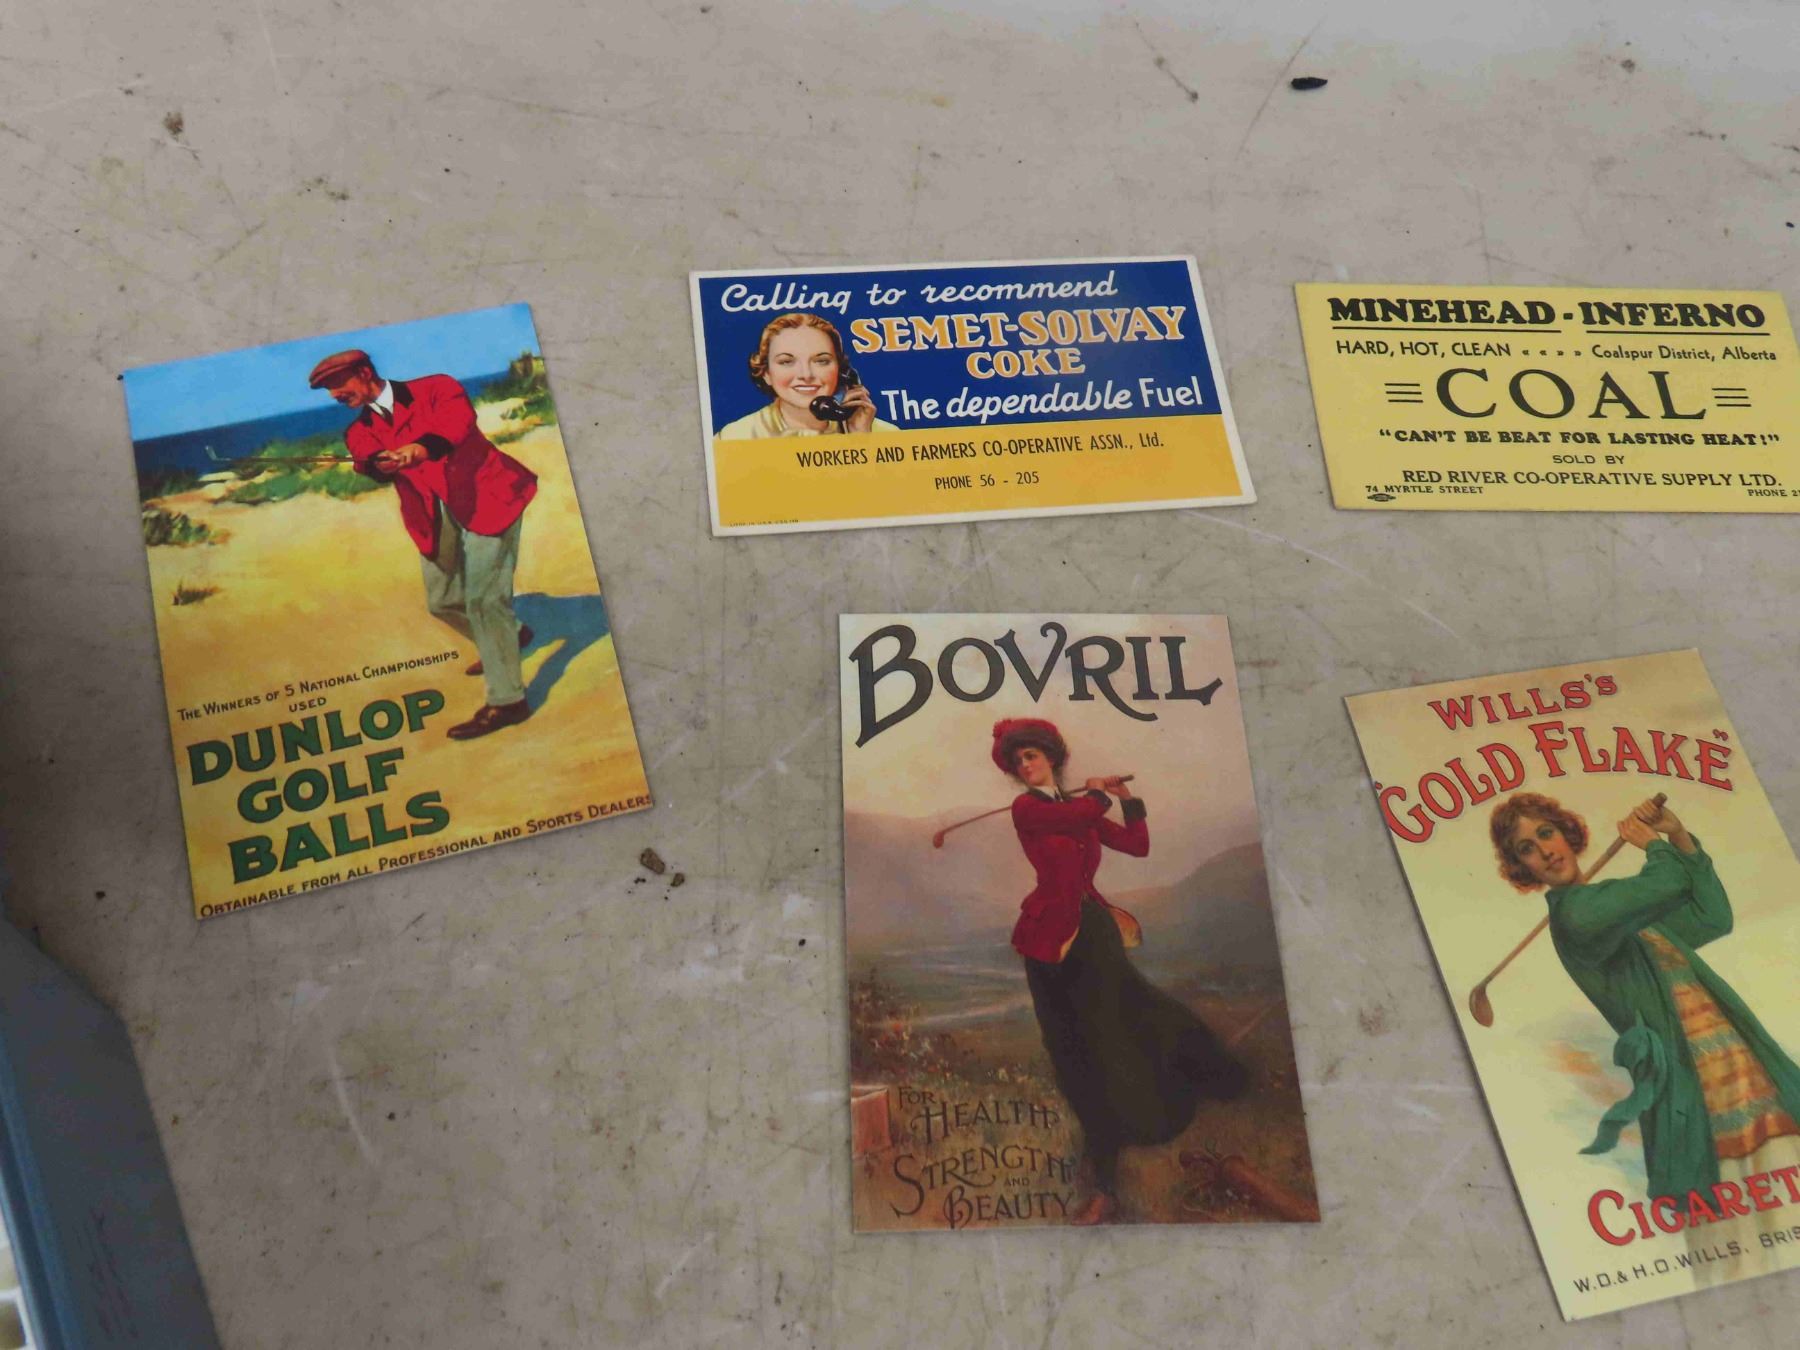 Calling to recommend
SEMET-SOLVAY
COKE
The dependable Fuel
WORKERS AND FARMERS CO-OPERATIVE ASSN., Ltd.
PHONE 56 - 205
MINEHEAD - INFERNO
HARD, HOT, CLEAN « « » » Coalspur District, Alberta
COAL
"CAN'T BE BEAT FOR LASTING HEAT!"
SOLD BY
RED RIVER CO-OPERATIVE SUPPLY LTD.
74 MYRTLE STREET PHONE
THE WINNERS OF 5 NATIONAL CHAMPIONSHIPS
USED
DUNLOP
GOLF
BALLS
OBTAINABLE FROM ALL PROFESSIONAL AND SPORTS DEALERS
BOVRIL
FOR
HEALTH
STRENGTH
AND
BEAUTY
WILLS'S
"GOLD FLAKE"
W.D. & H.O. WILLS.